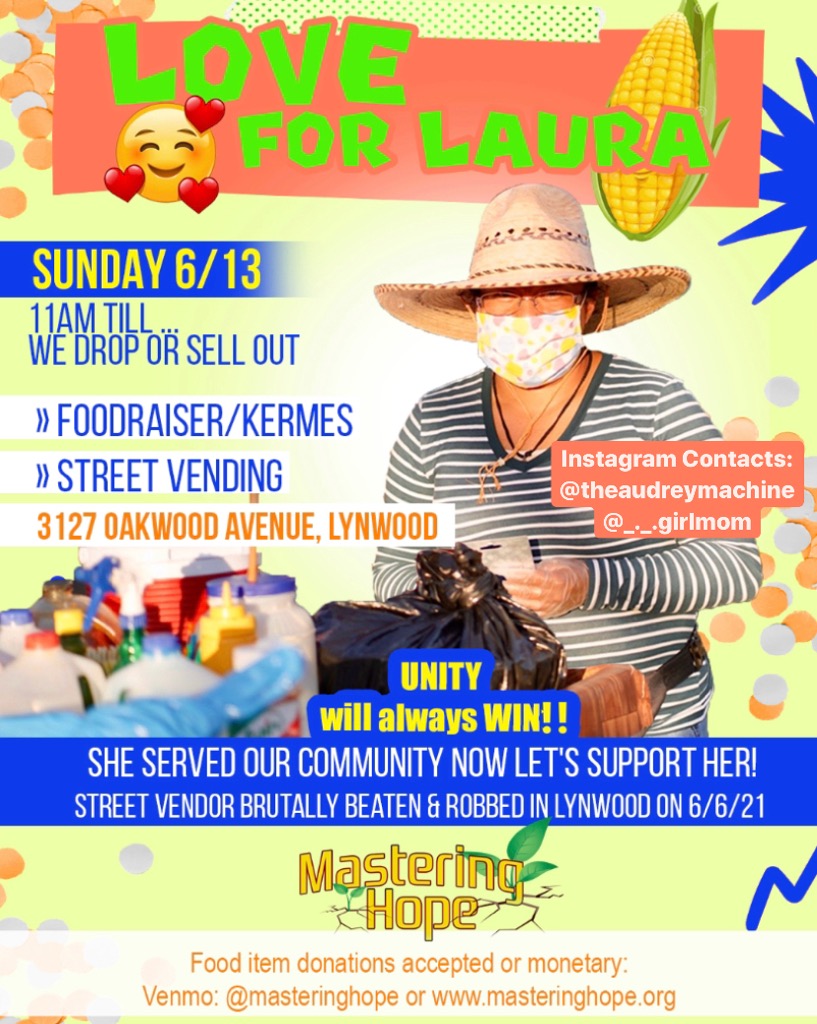 LOVE
FOR LAURA
SUNDAY 6/13
11AM TILL ...
WE DROP OR SELL OUT
» FOODRAISER/KERMES
» STREET VENDING
3127 OAKWOOD AVENUE, LYNWOOD
Instagram Contacts:
@theaudreymachine
@_._.girlmom
UNITY
will always WIN!!
SHE SERVED OUR COMMUNITY NOW LET'S SUPPORT HER!
STREET VENDOR BRUTALLY BEATEN & ROBBED IN LYNWOOD ON 6/6/21
Mastering
Hope
Food item donations accepted or monetary:
Venmo: @masteringhope or www.masteringhope.org